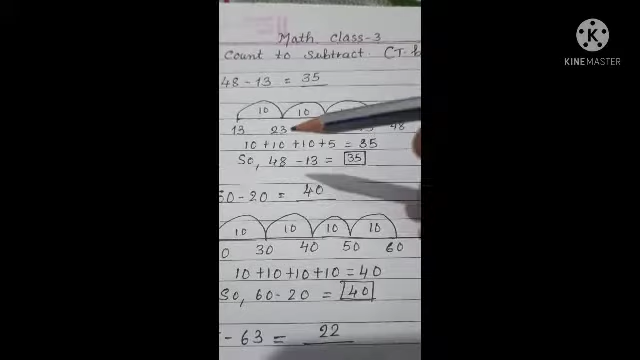 Math Class-3
Count to Subtract CT
KINEMASTER
48 - 13 = 35
10 10
13 23 48
10 + 10 + 10 + 5 = 35
So, 48 - 13 = 35
60 - 20 = 40
10 10 10 10
0 30 40 50 60
10 + 10 + 10 + 10 = 40
So, 60 - 20 = 40
- 63 = 22